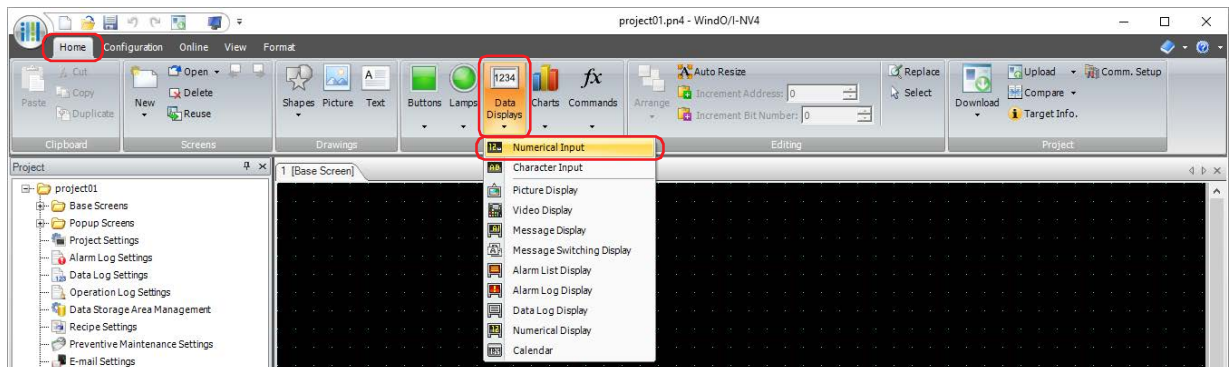 project01.pn4 - WindO/I-NV4
Home Configuration Online View Format
Paste
Cut
Copy
Duplicate
Clipboard
New
Open
Delete
Reuse
Screens
Shapes Picture Text
Drawings
Buttons Lamps
1234
Data Displays
Charts
fx
Commands
Arrange
Auto Resize
Increment Address: 0
Increment Bit Number: 0
Replace
Select
Editing
Download
Upload
Compare
Target Info.
Comm. Setup
Project
Numerical Input
Character Input
Picture Display
Video Display
Message Display
Message Switching Display
Alarm List Display
Alarm Log Display
Data Log Display
Numerical Display
Calendar
Project
project01
Base Screens
Popup Screens
Project Settings
Alarm Log Settings
Data Log Settings
Operation Log Settings
Data Storage Area Management
Recipe Settings
Preventive Maintenance Settings
E-mail Settings
1 [Base Screen]